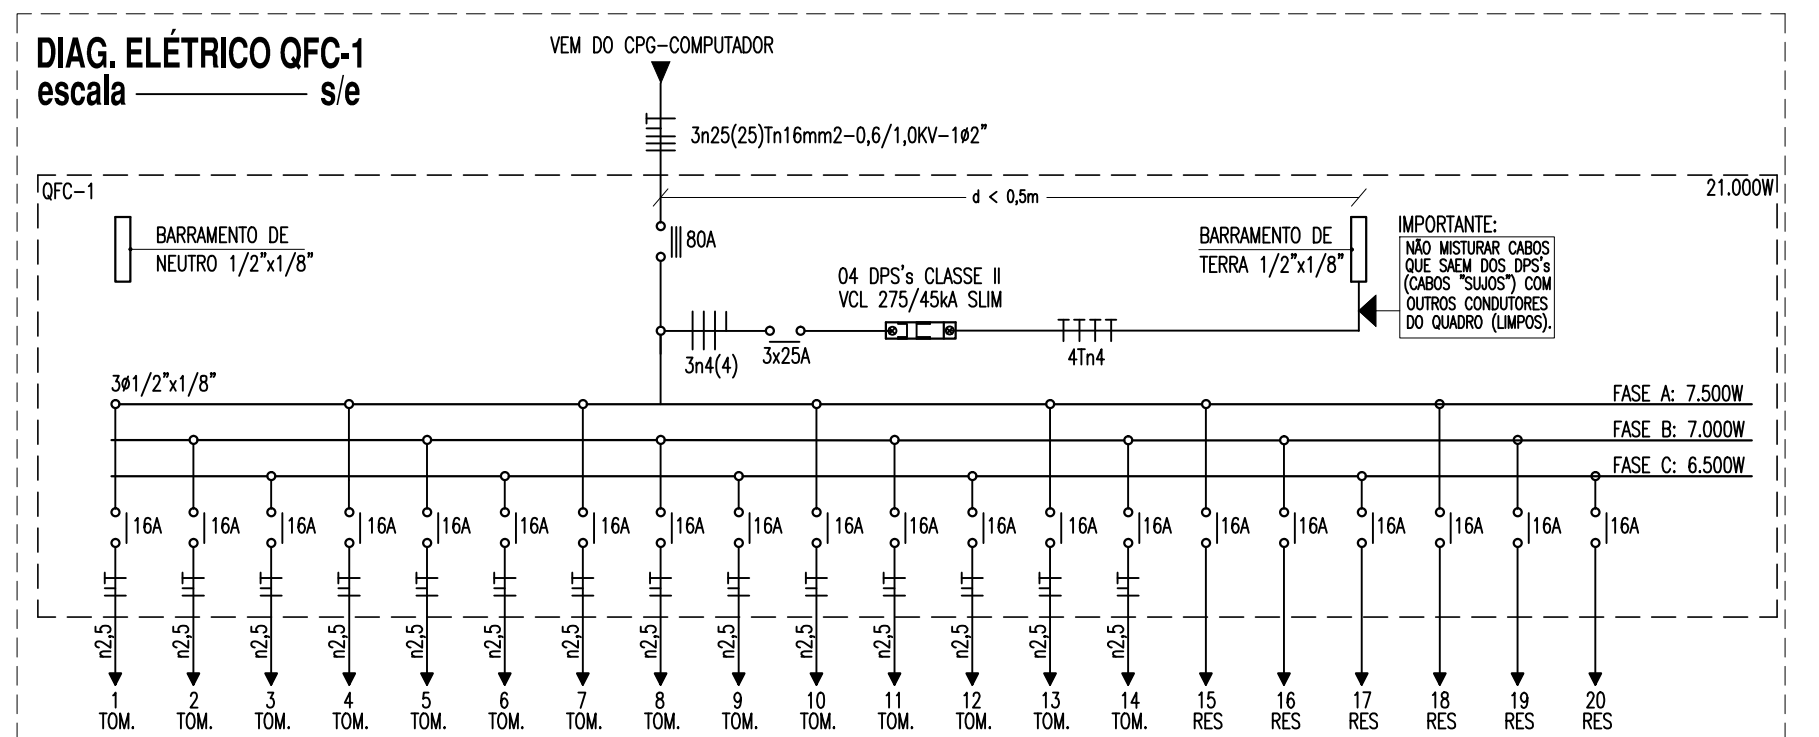 DIAG. ELÉTRICO QFC-1
escala s/e
VEM DO CPG-COMPUTADOR
3n25(25)Tn16mm2-0,6/1,0KV-1ø2"
QFC-1
21.000W
d < 0,5m
BARRAMENTO DE
NEUTRO 1/2"x1/8"
80A
BARRAMENTO DE
TERRA 1/2"x1/8"
IMPORTANTE:
NÃO MISTURAR CABOS
QUE SAEM DOS DPS's
(CABOS "SUJOS") COM
OUTROS CONDUTORES
DO QUADRO (LIMPOS).
04 DPS's CLASSE II
VCL 275/45kA SLIM
3n4(4)
3x25A
4Tn4
3ø1/2"x1/8"
FASE A: 7.500W
FASE B: 7.000W
FASE C: 6.500W
16A 16A 16A 16A 16A 16A 16A 16A 16A 16A 16A 16A 16A 16A 16A 16A 16A 16A 16A 16A
n2,5 n2,5 n2,5 n2,5 n2,5 n2,5 n2,5 n2,5 n2,5 n2,5 n2,5 n2,5 n2,5 n2,5
1 2 3 4 5 6 7 8 9 10 11 12 13 14 15 16 17 18 19 20
TOM. TOM. TOM. TOM. TOM. TOM. TOM. TOM. TOM. TOM. TOM. TOM. TOM. TOM. RES RES RES RES RES RES